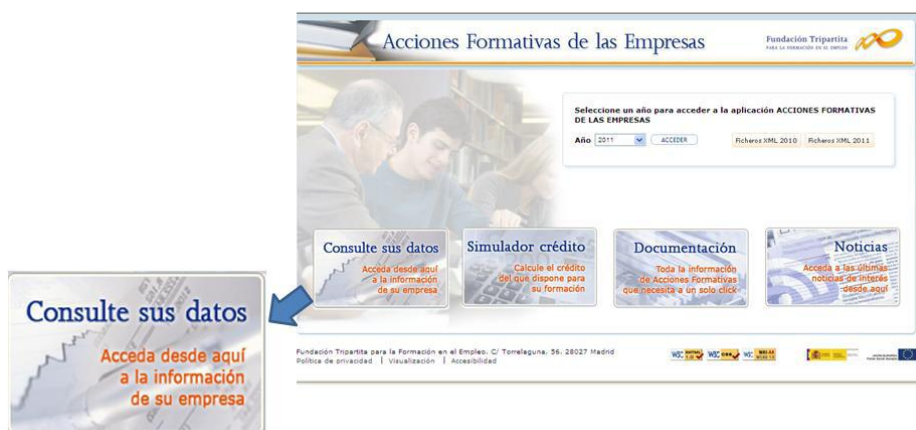 Acciones Formativas de las Empresas
Fundación Tripartita
PARA LA FORMACIÓN EN EL EMPLEO
Seleccione un año para acceder a la aplicación ACCIONES FORMATIVAS
DE LAS EMPRESAS
Año 2011 ACCEDER Ficheros XML 2010 Ficheros XML 2011
Consulte sus datos
Acceda desde aquí
a la información
de su empresa
Simulador crédito
Calcule el crédito
del que dispone para
su formación
Documentación
Toda la información
de Acciones Formativas
que necesita a un solo click
Noticias
Acceda a las últimas
noticias de interés
desde aquí
Consulte sus datos
Acceda desde aquí
a la información
de su empresa
Fundación Tripartita para la Formación en el Empleo. C/ Torrelaguna, 56. 28027 Madrid
Política de privacidad | Visualización | Accesibilidad
W3C W3C W3C